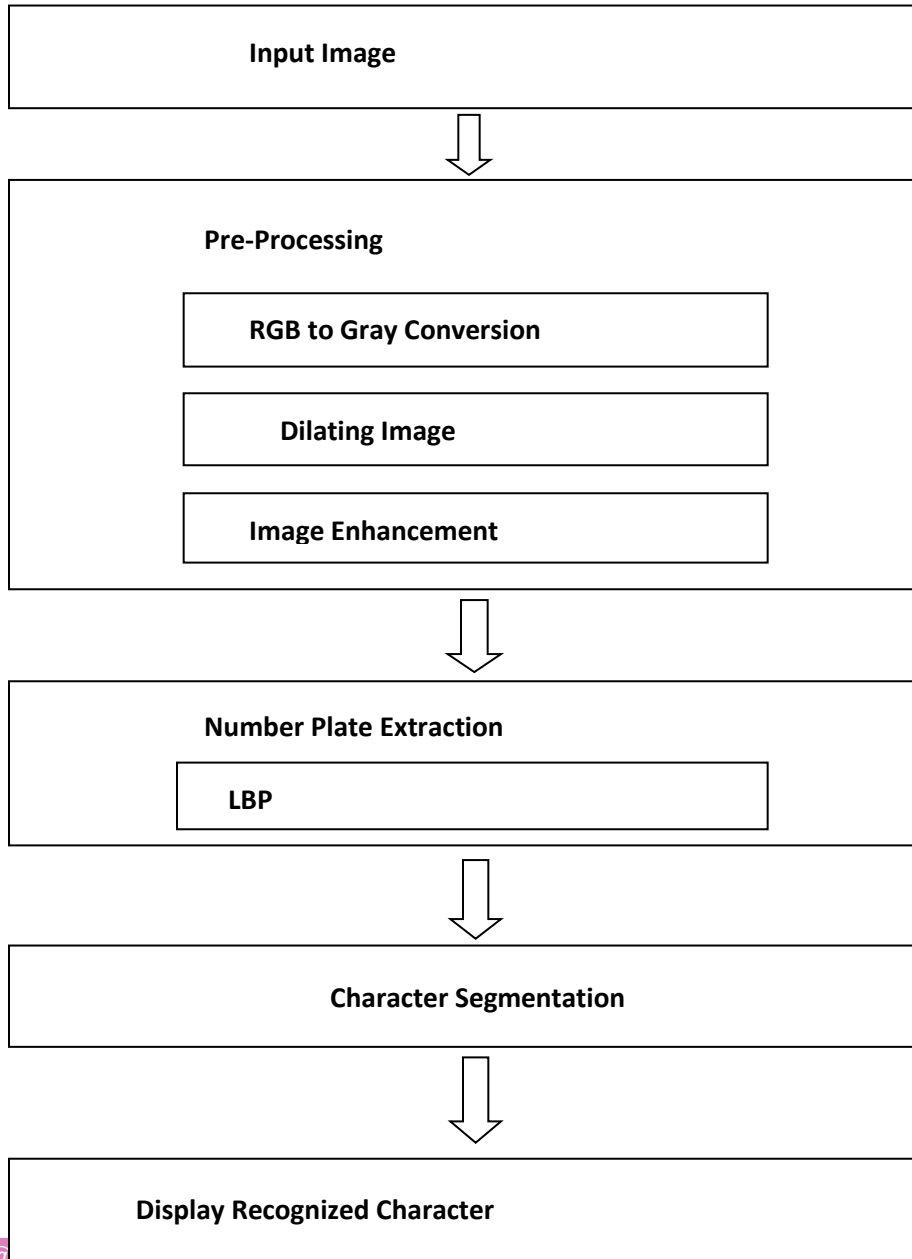 Input Image
Pre-Processing
RGB to Gray Conversion
Dilating Image
Image Enhancement
Number Plate Extraction
LBP
Character Segmentation
Display Recognized Character